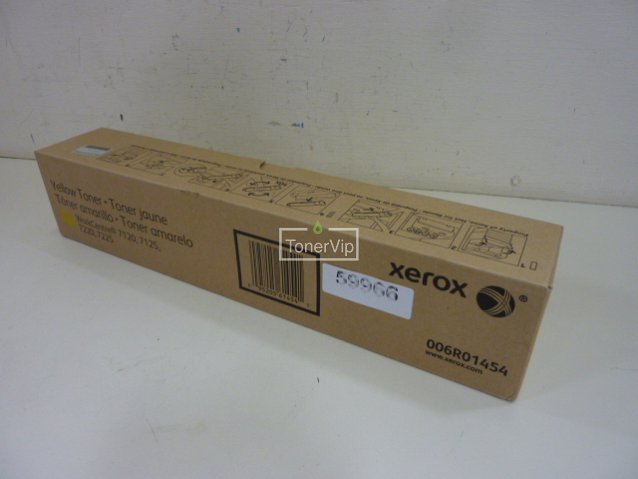 Yellow Toner • Toner jaune
Tóner amarillo • Toner amarelo
WorkCentre® 7120, 7125,
7220, 7225
TonerVip
59966
xerox
006R01454
www.xerox.com